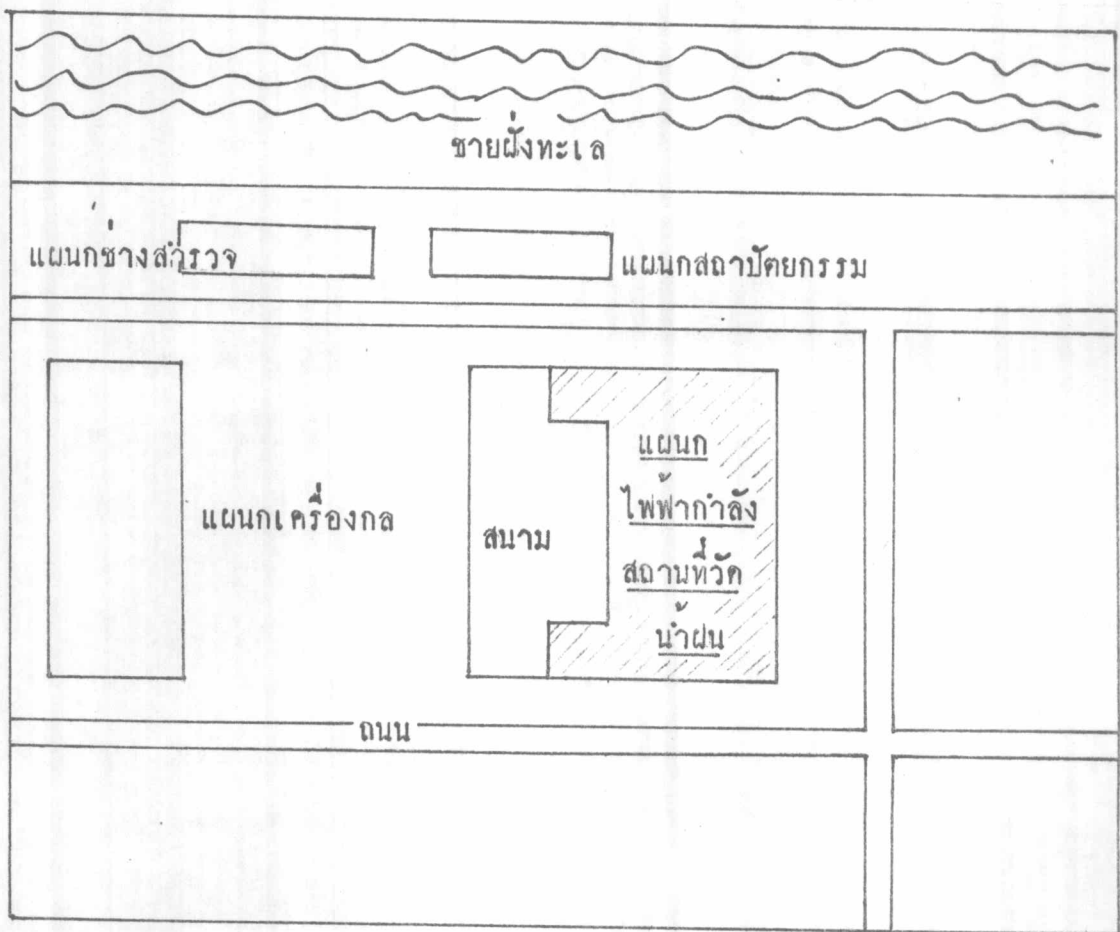 ชายฝั่งทะเล
แผนกช่างสำรวจ
แผนกสถาปัตยกรรม
แผนกเครื่องกล
สนาม
แผนก
ไฟฟ้ากำลัง
สถานที่วัด
น้ำฝน
ถนน